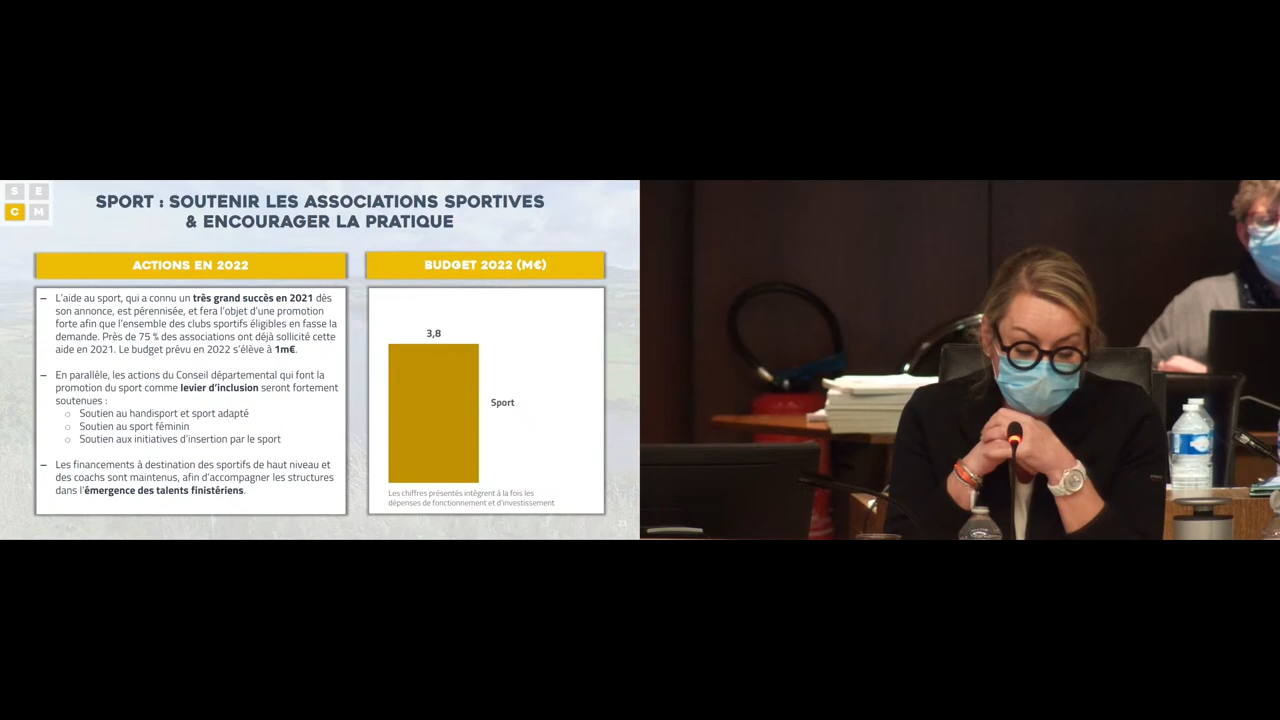 S E
C M
SPORT : SOUTENIR LES ASSOCIATIONS SPORTIVES
& ENCOURAGER LA PRATIQUE
ACTIONS EN 2022
– L'aide au sport, qui a connu un très grand succès en 2021 dès
son annonce, est pérennisée, et fera l'objet d'une promotion
forte afin que l'ensemble des clubs sportifs éligibles en fasse la
demande. Près de 75 % des associations ont déjà sollicité cette
aide en 2021. Le budget prévu en 2022 s'élève à 1m€.
– En parallèle, les actions du Conseil départemental qui font la
promotion du sport comme levier d'inclusion seront fortement
soutenues :
○ Soutien au handisport et sport adapté
○ Soutien au sport féminin
○ Soutien aux initiatives d'insertion par le sport
– Les financements à destination des sportifs de haut niveau et
des coachs sont maintenus, afin d'accompagner les structures
dans l'émergence des talents finistériens.
BUDGET 2022 (M€)
3,8
Sport
Les chiffres présentés intègrent à la fois les
dépenses de fonctionnement et d'investissement